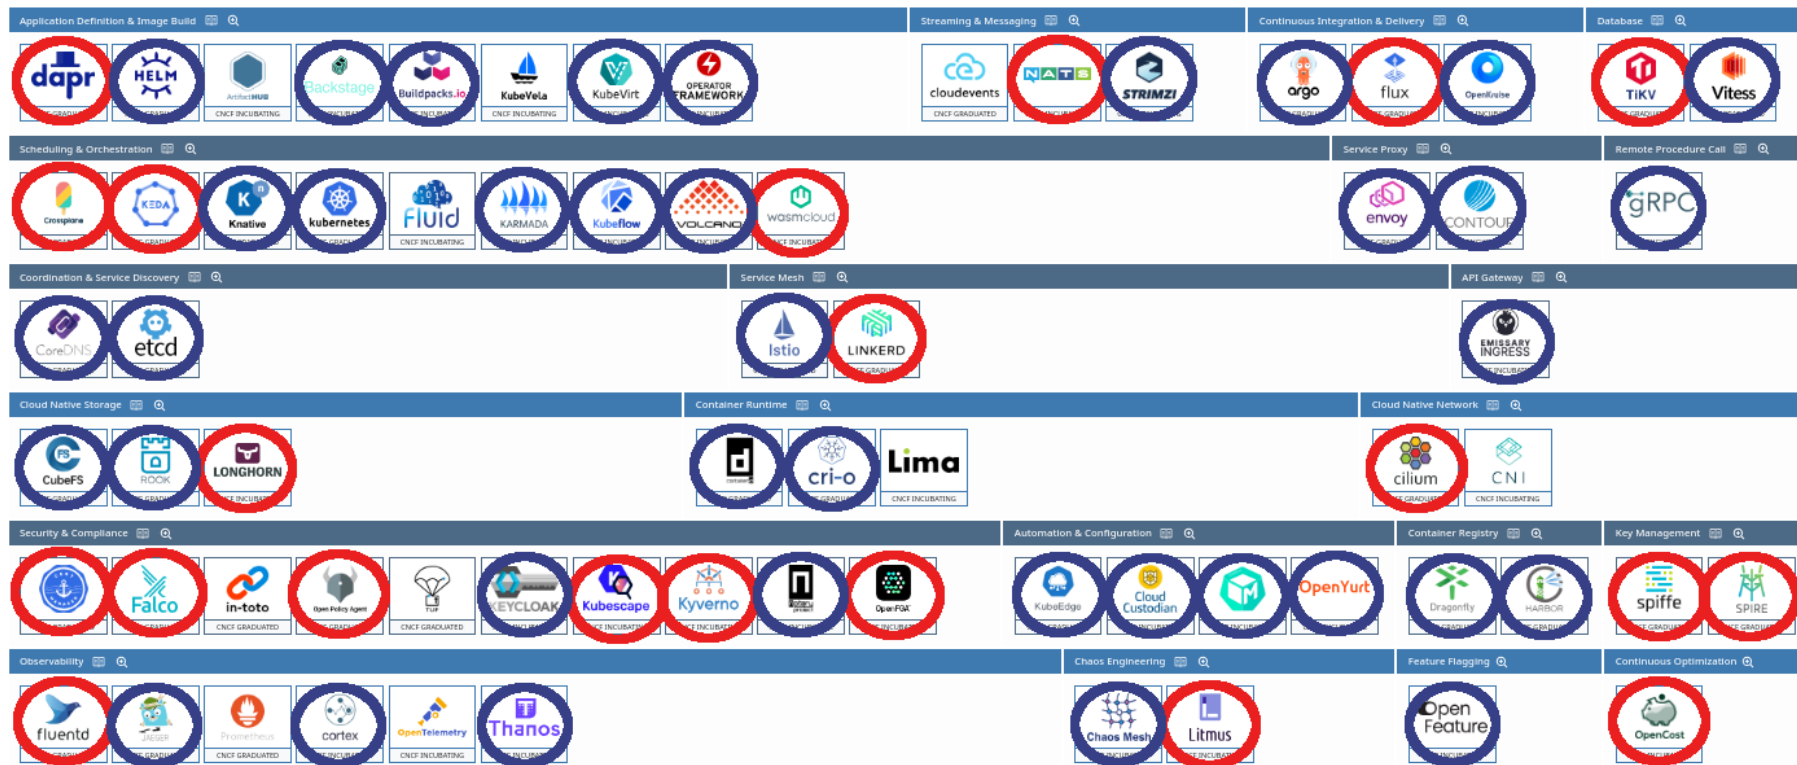 Application Definition & Image Build
Streaming & Messaging
Continuous Integration & Delivery
Database
dapr
HELM
ArtifactHUB
Backstage
Buildpacks.io
KubeVela
KubeVirt
OPERATOR FRAMEWORK
cloudevents
NATS
STRIMZI
argo
flux
OpenKruise
TiKV
Vitess
CNCF INCUBATING
CNCF INCUBATING
CNCF GRADUATED
Scheduling & Orchestration
Service Proxy
Remote Procedure Call
Crossplane
KEDA
Knative
kubernetes
fluid
KARMADA
Kubeflow
VOLCANO
wasmcloud
envoy
CONTOUR
gRPC
CNCF INCUBATING
Coordination & Service Discovery
Service Mesh
API Gateway
CoreDNS
etcd
Istio
LINKERD
EMISSARY INGRESS
Cloud Native Storage
Container Runtime
Cloud Native Network
CubeFS
ROOK
LONGHORN
d
cri-o
Lima
cilium
CNI
CNCF INCUBATING
CNCF INCUBATING
Security & Compliance
Automation & Configuration
Container Registry
Key Management
Falco
in-toto
Open Policy Agent
TUF
KEYCLOAK
Kubescape
Kyverno
OpenFGA
KubeEdge
Cloud Custodian
OpenYurt
Dragonfly
HARBOR
spiffe
SPIRE
CNCF GRADUATED
CNCF GRADUATED
Observability
Chaos Engineering
Feature Flagging
Continuous Optimization
fluentd
JAEGER
Prometheus
cortex
OpenTelemetry
Thanos
Chaos Mesh
Litmus
Open Feature
OpenCost
CNCF GRADUATED
CNCF INCUBATING